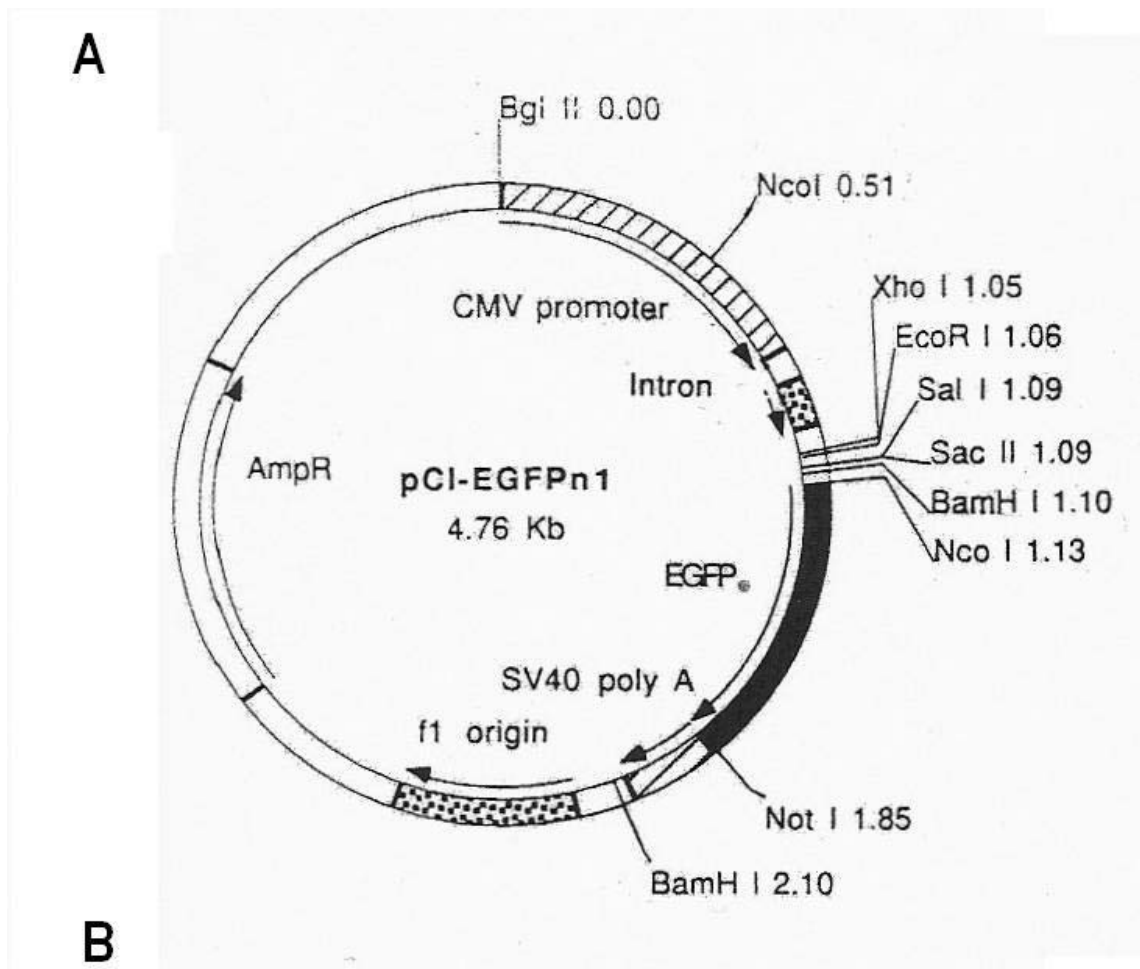 A
Bgl II 0.00
NcoI 0.51
Xho I 1.05
CMV promoter
EcoR I 1.06
Intron
Sal I 1.09
AmpR
Sac II 1.09
pCI-EGFPn1
BamH I 1.10
4.76 Kb
Nco I 1.13
EGFP
SV40 poly A
f1 origin
Not I 1.85
BamH I 2.10
B